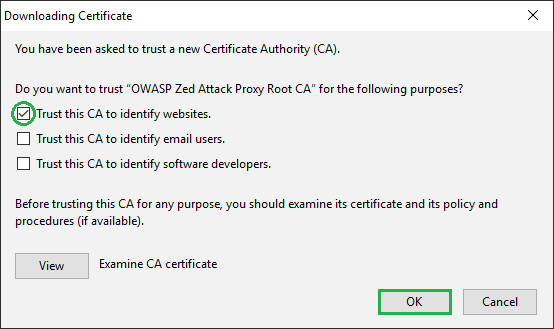 Downloading Certificate
You have been asked to trust a new Certificate Authority (CA).
Do you want to trust “OWASP Zed Attack Proxy Root CA” for the following purposes?
Trust this CA to identify websites.
Trust this CA to identify email users.
Trust this CA to identify software developers.
Before trusting this CA for any purpose, you should examine its certificate and its policy and
procedures (if available).
View Examine CA certificate
OK Cancel